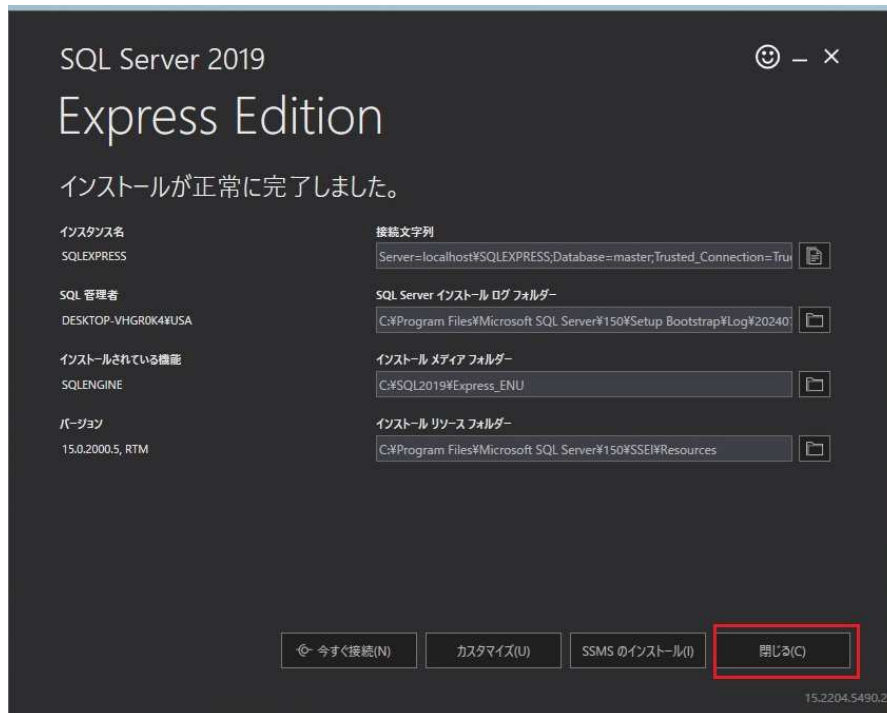 SQL Server 2019
Express Edition
インストールが正常に完了しました。
インスタンス名
SQLEXPRESS
接続文字列
Server=localhost¥SQLEXPRESS;Database=master;Trusted_Connection=True
SQL 管理者
DESKTOP-VHGR0K4¥USA
SQL Server インストール ログ フォルダー
C:¥Program Files¥Microsoft SQL Server¥150¥Setup Bootstrap¥Log¥20240
インストールされている機能
SQLENGINE
インストール メディア フォルダー
C:¥SQL2019¥Express_ENU
バージョン
15.0.2000.5, RTM
インストール リソース フォルダー
C:¥Program Files¥Microsoft SQL Server¥150¥SSEI¥Resources
今すぐ接続(N)
カスタマイズ(U)
SSMS のインストール(I)
閉じる(C)
15.2204.5490.2